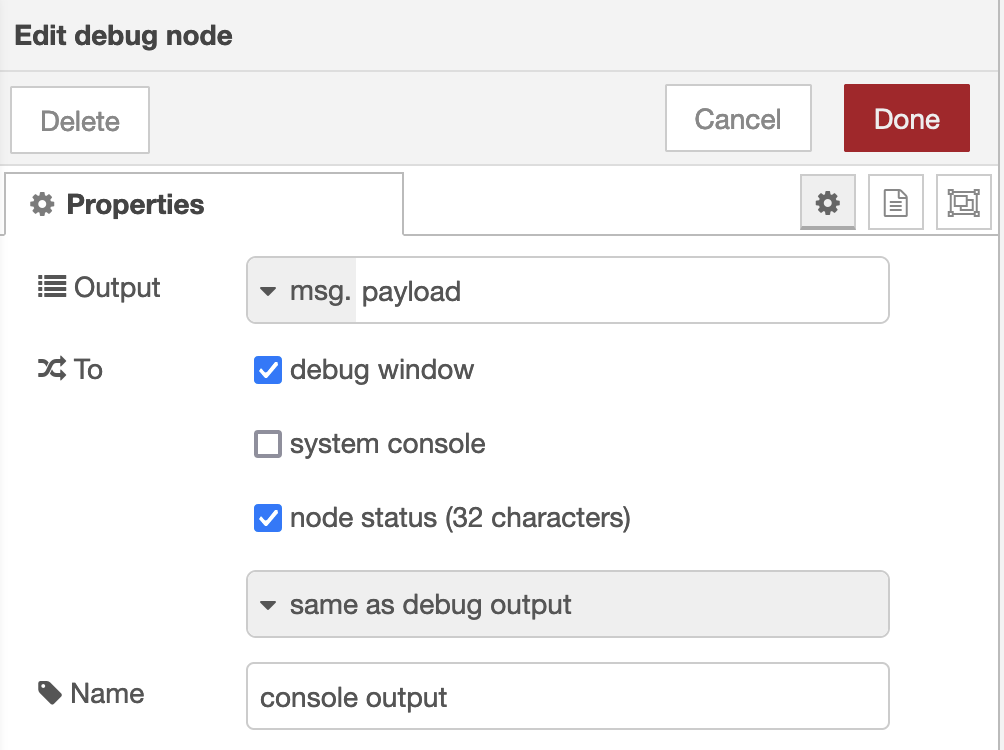 Edit debug node
Delete Cancel Done
Properties
Output msg. payload
To debug window
system console
node status (32 characters)
same as debug output
Name console output